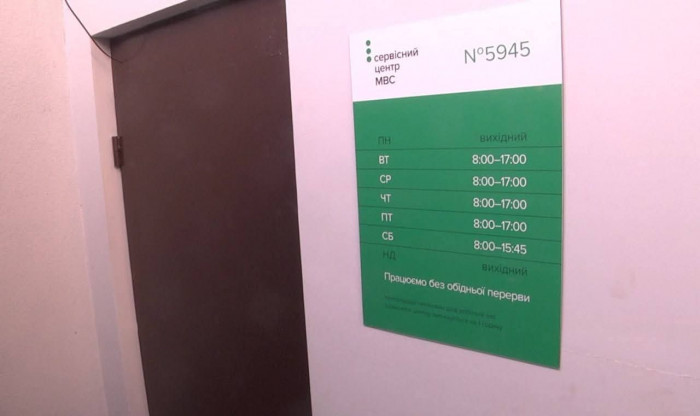 сервісний
центр
МВС
№5945
ПН вихідний
ВТ 8:00–17:00
СР 8:00–17:00
ЧТ 8:00–17:00
ПТ 8:00–17:00
СБ 8:00–15:45
НД вихідний
Працюємо без обідньої перерви